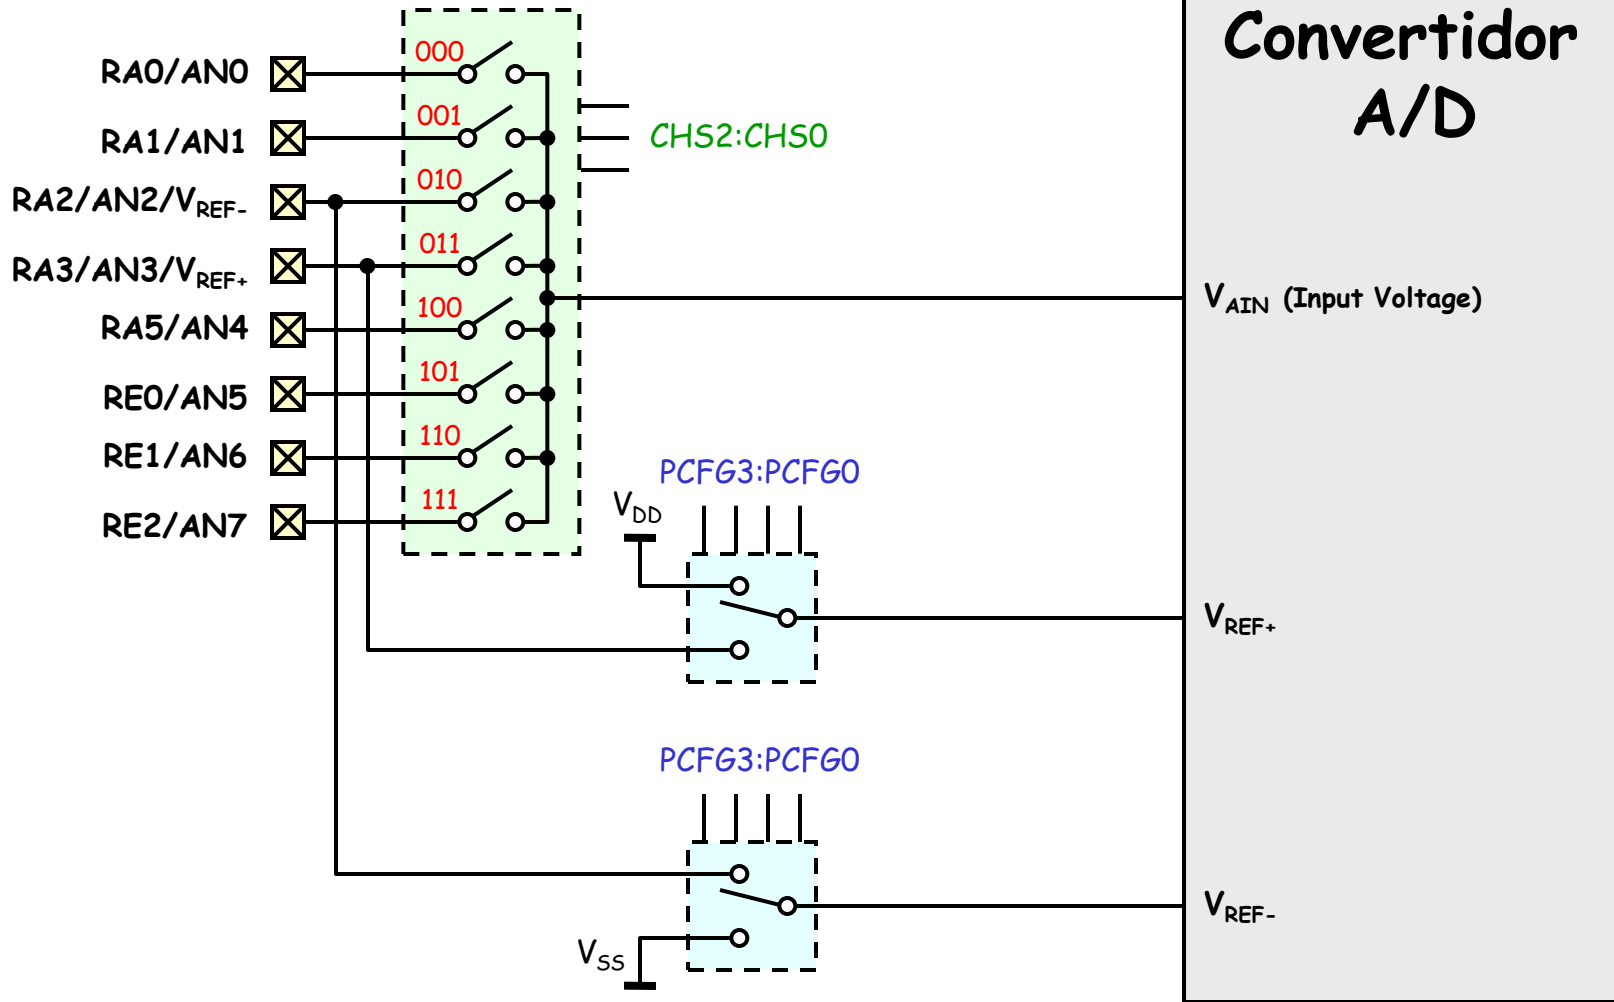 Convertidor
A/D
RA0/AN0
000
RA1/AN1
001
CHS2:CHS0
RA2/AN2/VREF-
010
RA3/AN3/VREF+
011
VAIN (Input Voltage)
RA5/AN4
100
RE0/AN5
101
RE1/AN6
110
RE2/AN7
111
PCFG3:PCFG0
VDD
VREF+
PCFG3:PCFG0
VREF-
VSS